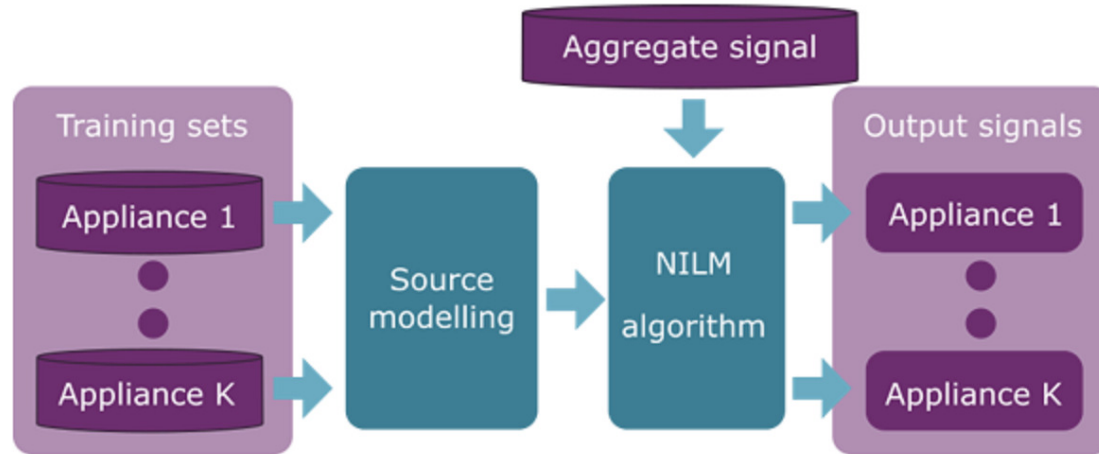 Aggregate signal
Training sets
Appliance 1
Appliance K
Source
modelling
NILM
algorithm
Output signals
Appliance 1
Appliance K